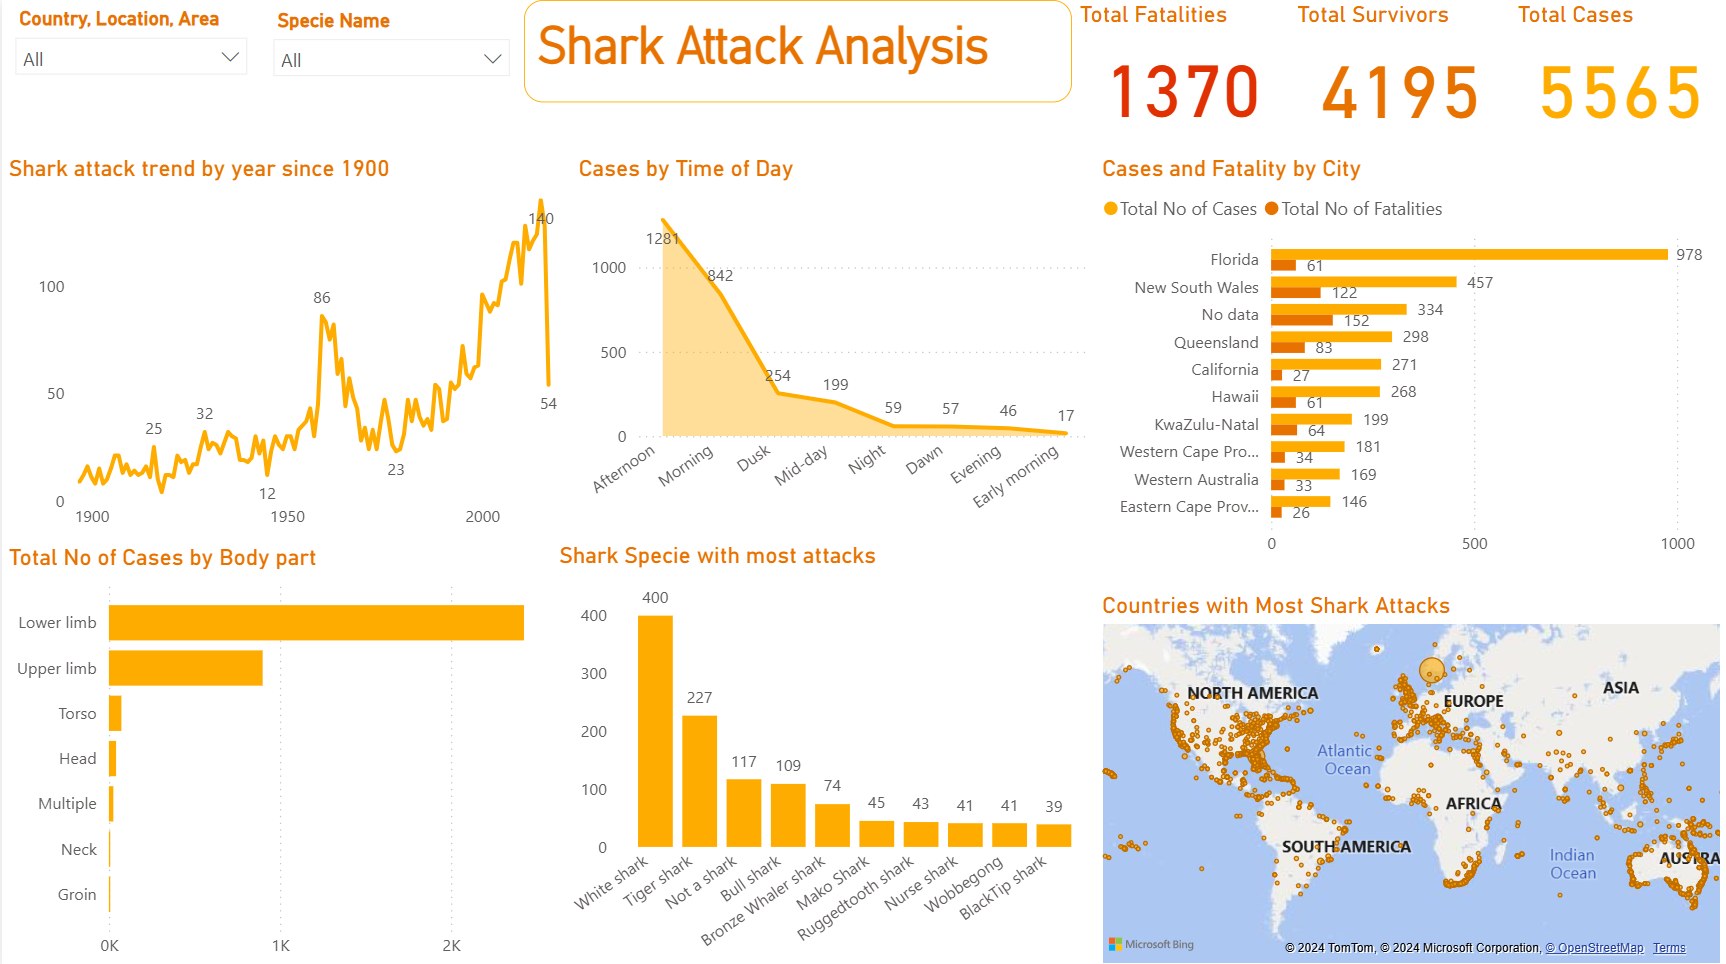 Country, Location, Area
All
Specie Name
All
Shark Attack Analysis
Total Fatalities
1370
Total Survivors
4195
Total Cases
5565
Shark attack trend by year since 1900
100
50
0
25
32
12
86
23
140
54
1900
1950
2000
Cases by Time of Day
1000
500
0
1281
842
254
199
59
57
46
17
Afternoon
Morning
Dusk
Mid-day
Night
Dawn
Evening
Early morning
Cases and Fatality by City
Total No of Cases
Total No of Fatalities
Florida 978
61
New South Wales 457
122
No data 334
152
Queensland 298
83
California 271
27
Hawaii 268
61
KwaZulu-Natal 199
64
Western Cape Pro... 181
34
Western Australia 169
33
Eastern Cape Prov... 146
26
0
500
1000
Total No of Cases by Body part
Lower limb
Upper limb
Torso
Head
Multiple
Neck
Groin
0K
1K
2K
Shark Specie with most attacks
400
300
200
100
0
400
227
117
109
74
45
43
41
41
39
White shark
Tiger shark
Not a shark
Bull shark
Bronze Whaler shark
Mako Shark
Ruggedtooth shark
Nurse shark
Wobbegong
BlackTip shark
Countries with Most Shark Attacks
NORTH AMERICA
EUROPE
ASIA
Atlantic
Ocean
AFRICA
SOUTH AMERICA
Indian
Ocean
AUSTRA
Microsoft Bing
© 2024 TomTom, © 2024 Microsoft Corporation, © OpenStreetMap Terms